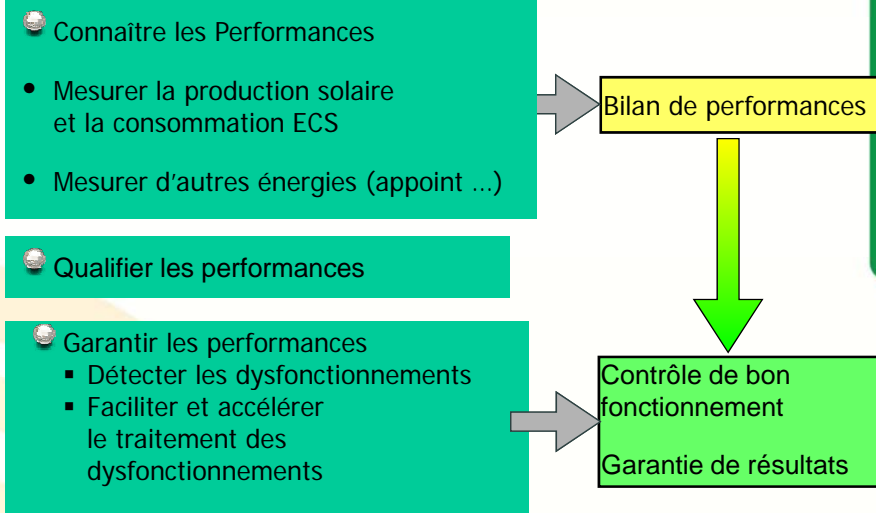 Connaître les Performances
• Mesurer la production solaire
et la consommation ECS
• Mesurer d'autres énergies (appoint ...)
Bilan de performances
Qualifier les performances
Garantir les performances
▪ Détecter les dysfonctionnements
▪ Faciliter et accélérer
le traitement des
dysfonctionnements
Contrôle de bon
fonctionnement
Garantie de résultats